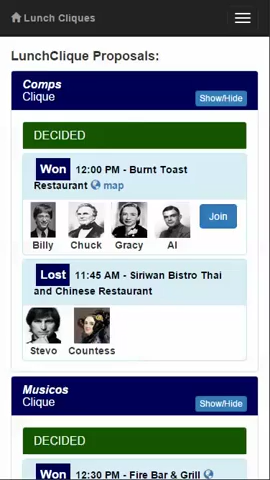 Lunch Cliques
LunchClique Proposals:
Comps
Clique
Show/Hide
DECIDED
Won 12:00 PM - Burnt Toast
Restaurant map
Join
Billy Chuck Gracy Al
Lost 11:45 AM - Siriwan Bistro Thai
and Chinese Restaurant
Stevo Countess
Musicos
Clique
Show/Hide
DECIDED
Won 12:30 PM - Fire Bar & Grill